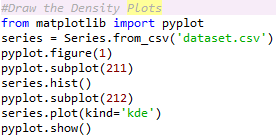 #Draw the Density Plots
from matplotlib import pyplot
series = Series.from_csv('dataset.csv')
pyplot.figure(1)
pyplot.subplot(211)
series.hist()
pyplot.subplot(212)
series.plot(kind='kde')
pyplot.show()